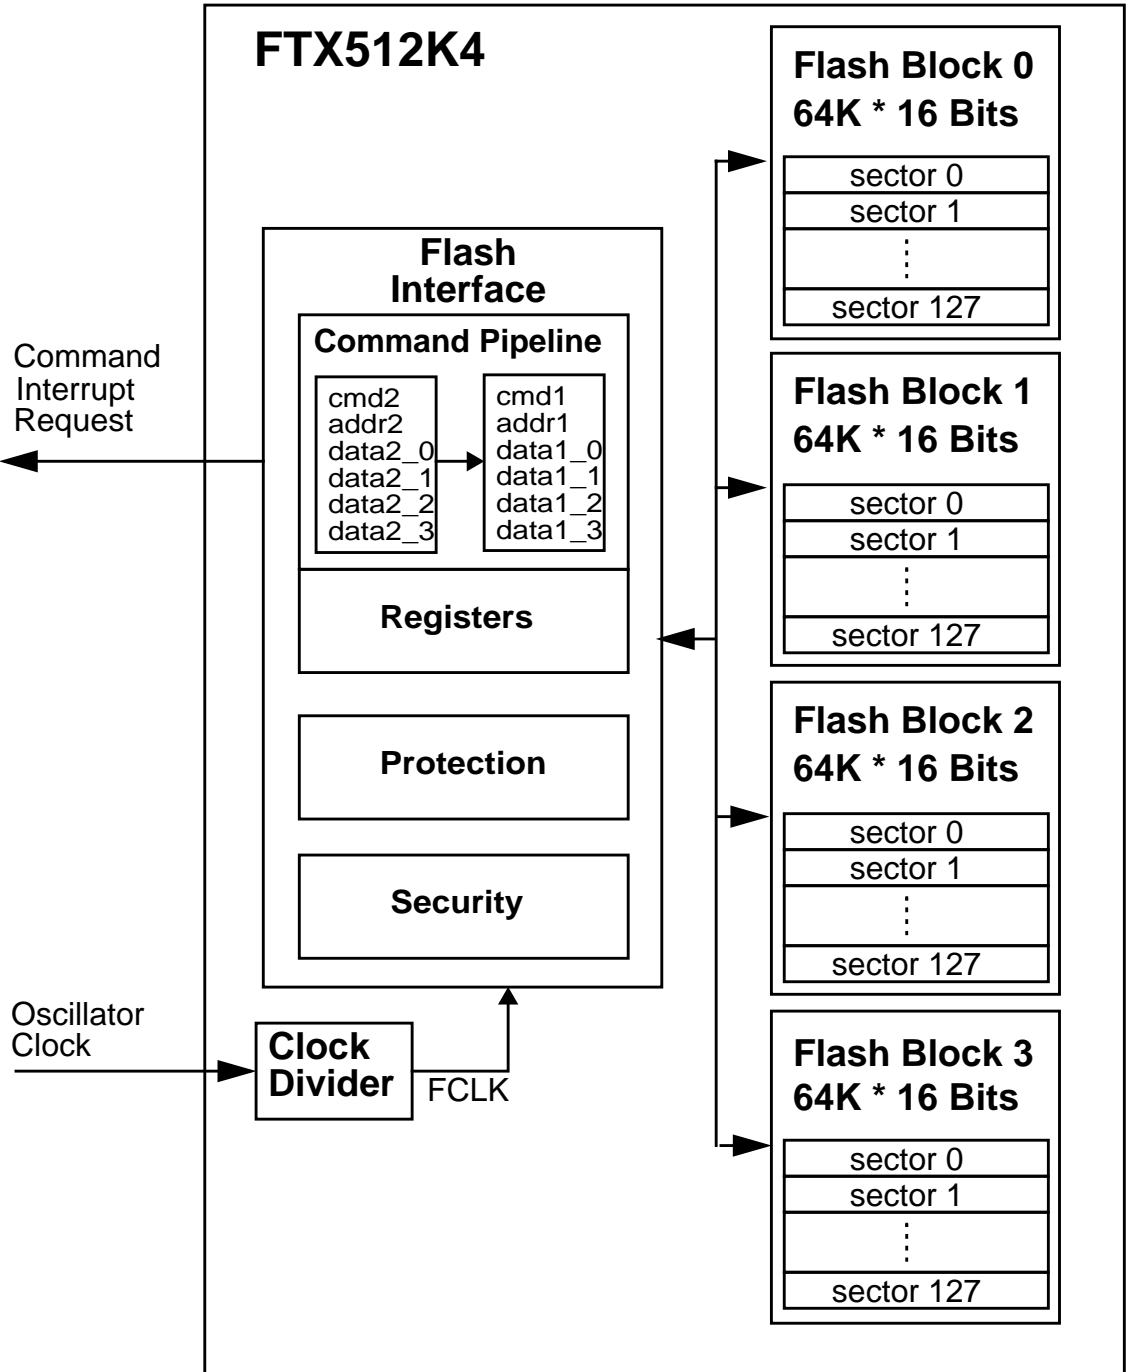 FTX512K4
Flash Block 0
64K * 16 Bits
sector 0
sector 1
sector 127
Flash
Interface
Command Pipeline
cmd2
addr2
data2_0
data2_1
data2_2
data2_3
cmd1
addr1
data1_0
data1_1
data1_2
data1_3
Command
Interrupt
Request
Flash Block 1
64K * 16 Bits
sector 0
sector 1
sector 127
Registers
Protection
Security
Flash Block 2
64K * 16 Bits
sector 0
sector 1
sector 127
Oscillator
Clock
Clock
Divider
FCLK
Flash Block 3
64K * 16 Bits
sector 0
sector 1
sector 127